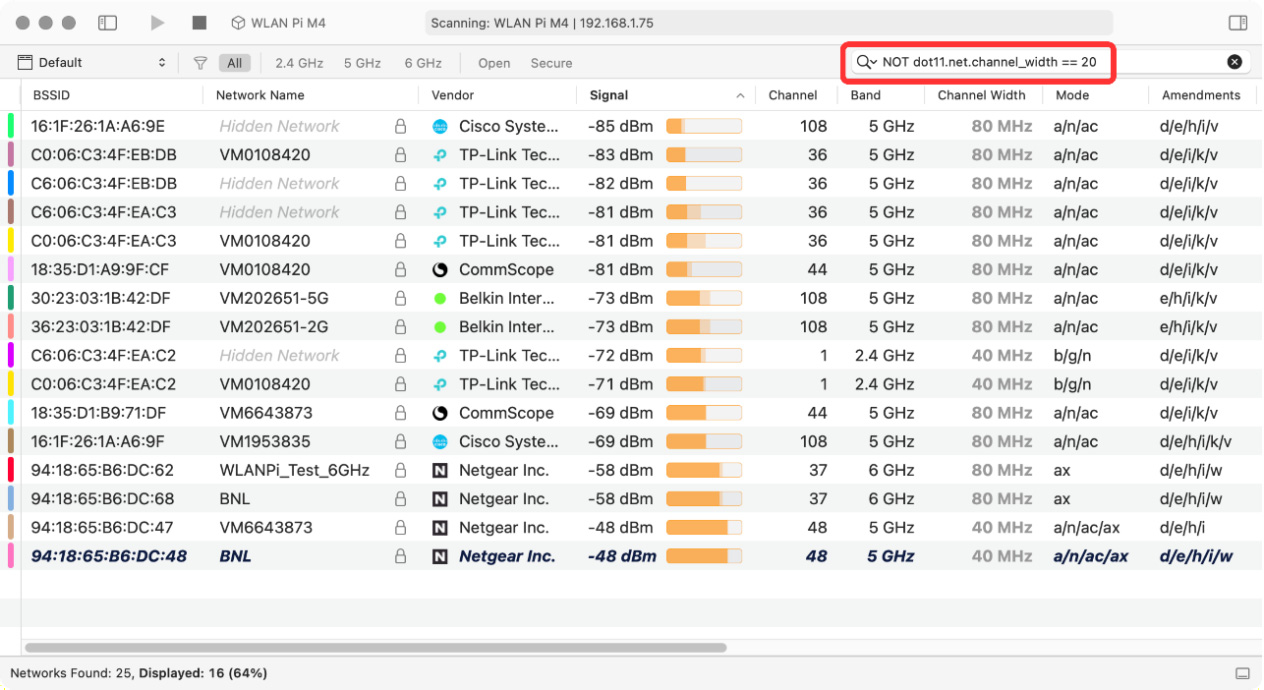 WLAN Pi M4 Scanning: WLAN Pi M4 | 192.168.1.75
Default All 2.4 GHz 5 GHz 6 GHz Open Secure NOT dot11.net.channel_width == 20
BSSID Network Name Vendor Signal Channel Band Channel Width Mode Amendments
16:1F:26:1A:A6:9E Hidden Network Cisco Syste... -85 dBm 108 5 GHz 80 MHz a/n/ac d/e/h/i/v
C0:06:C3:4F:EB:DB VM0108420 TP-Link Tec... -83 dBm 36 5 GHz 80 MHz a/n/ac d/e/i/k/v
C6:06:C3:4F:EB:DB Hidden Network TP-Link Tec... -82 dBm 36 5 GHz 80 MHz a/n/ac d/e/i/k/v
C6:06:C3:4F:EA:C3 Hidden Network TP-Link Tec... -81 dBm 36 5 GHz 80 MHz a/n/ac d/e/i/k/v
C0:06:C3:4F:EA:C3 VM0108420 TP-Link Tec... -81 dBm 36 5 GHz 80 MHz a/n/ac d/e/i/k/v
18:35:D1:A9:9F:CF VM0108420 CommScope -81 dBm 44 5 GHz 80 MHz a/n/ac d/e/i/k/v
30:23:03:1B:42:DF VM202651-5G Belkin Inter... -73 dBm 108 5 GHz 80 MHz a/n/ac e/h/i/k/v
36:23:03:1B:42:DF VM202651-2G Belkin Inter... -73 dBm 108 5 GHz 80 MHz a/n/ac e/h/i/k/v
C6:06:C3:4F:EA:C2 Hidden Network TP-Link Tec... -72 dBm 1 2.4 GHz 40 MHz b/g/n d/e/i/k/v
C0:06:C3:4F:EA:C2 VM0108420 TP-Link Tec... -71 dBm 1 2.4 GHz 40 MHz b/g/n d/e/i/k/v
18:35:D1:B9:71:DF VM6643873 CommScope -69 dBm 44 5 GHz 80 MHz a/n/ac d/e/i/k/v
16:1F:26:1A:A6:9F VM1953835 Cisco Syste... -69 dBm 108 5 GHz 80 MHz a/n/ac d/e/h/i/k/v
94:18:65:B6:DC:62 WLANPi_Test_6GHz Netgear Inc. -58 dBm 37 6 GHz 80 MHz ax d/e/h/i/w
94:18:65:B6:DC:68 BNL Netgear Inc. -58 dBm 37 6 GHz 80 MHz ax d/e/h/i/w
94:18:65:B6:DC:47 VM6643873 Netgear Inc. -48 dBm 48 5 GHz 40 MHz a/n/ac/ax d/e/h/i
94:18:65:B6:DC:48 BNL Netgear Inc. -48 dBm 48 5 GHz 40 MHz a/n/ac/ax d/e/h/i/w
Networks Found: 25, Displayed: 16 (64%)